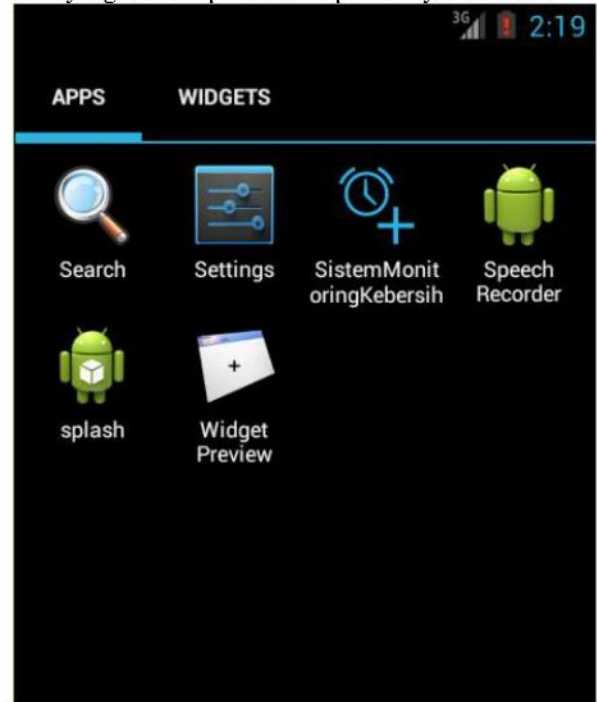 3G 2:19
APPS WIDGETS
Search
Settings
SistemMonit
oringKebersih
Speech
Recorder
splash
Widget
Preview